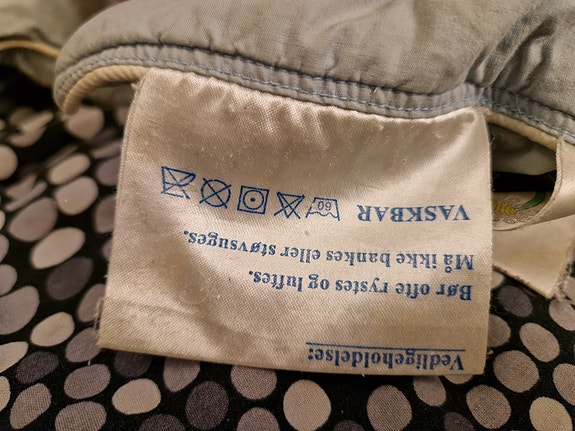 Vedligeholdelse:
Bør ofte rystes og luftes.
Må ikke bankes eller støvsuges.
VASKBAR 60